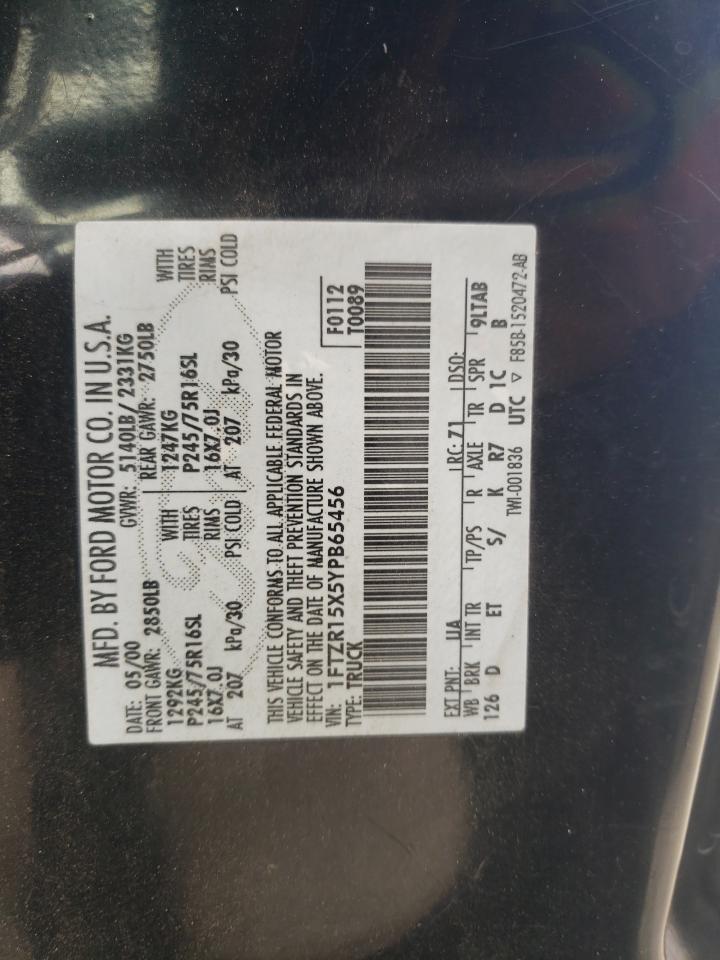 MFD. BY FORD MOTOR CO. IN U.S.A.
DATE: 05/00 GVWR: 5140LB/ 2331KG
FRONT GAWR: 2850LB REAR GAWR: 2750LB
1292KG WITH 1247KG WITH
P245/75R16SL TIRES P245/75R16SL TIRES
16X7.0J RIMS 16X7.0J RIMS
AT 207 kPa/30 PSI COLD AT 207 kPa/30 PSI COLD
THIS VEHICLE CONFORMS TO ALL APPLICABLE FEDERAL MOTOR
VEHICLE SAFETY AND THEFT PREVENTION STANDARDS IN
EFFECT ON THE DATE OF MANUFACTURE SHOWN ABOVE.
VIN: 1FTZR15X5YPB65456 F0112
TYPE: TRUCK T0089
EXT PNT: UA RC: 71 DSO:
WB BRK INT TR TP/PS R AXLE TR SPR 9LTAB
126 D ET S/ K R7 D 1C B
TWI-001836 UTC ▽ F85B-1520472-AB